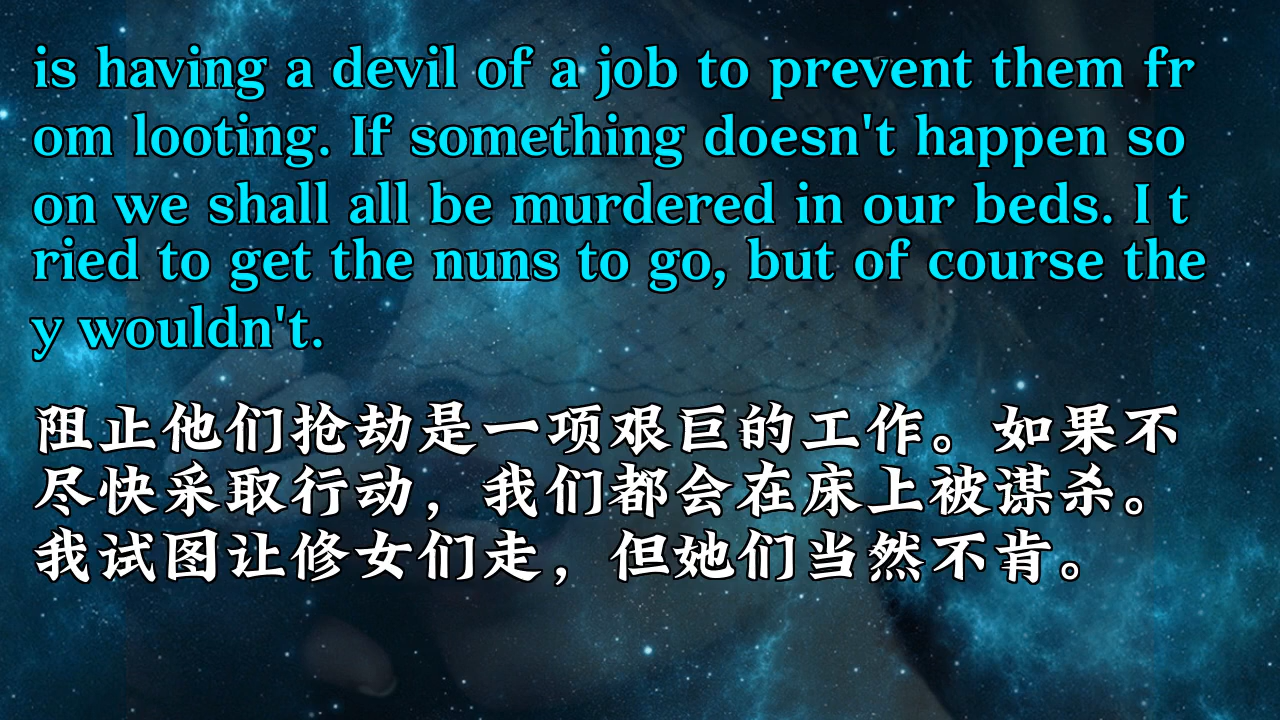 is having a devil of a job to prevent them fr
om looting. If something doesn't happen so
on we shall all be murdered in our beds. I t
ried to get the nuns to go, but of course the
y wouldn't.
阻止他们抢劫是一项艰巨的工作。如果不
尽快采取行动，我们都会在床上被谋杀。
我试图让修女们走，但她们当然不肯。